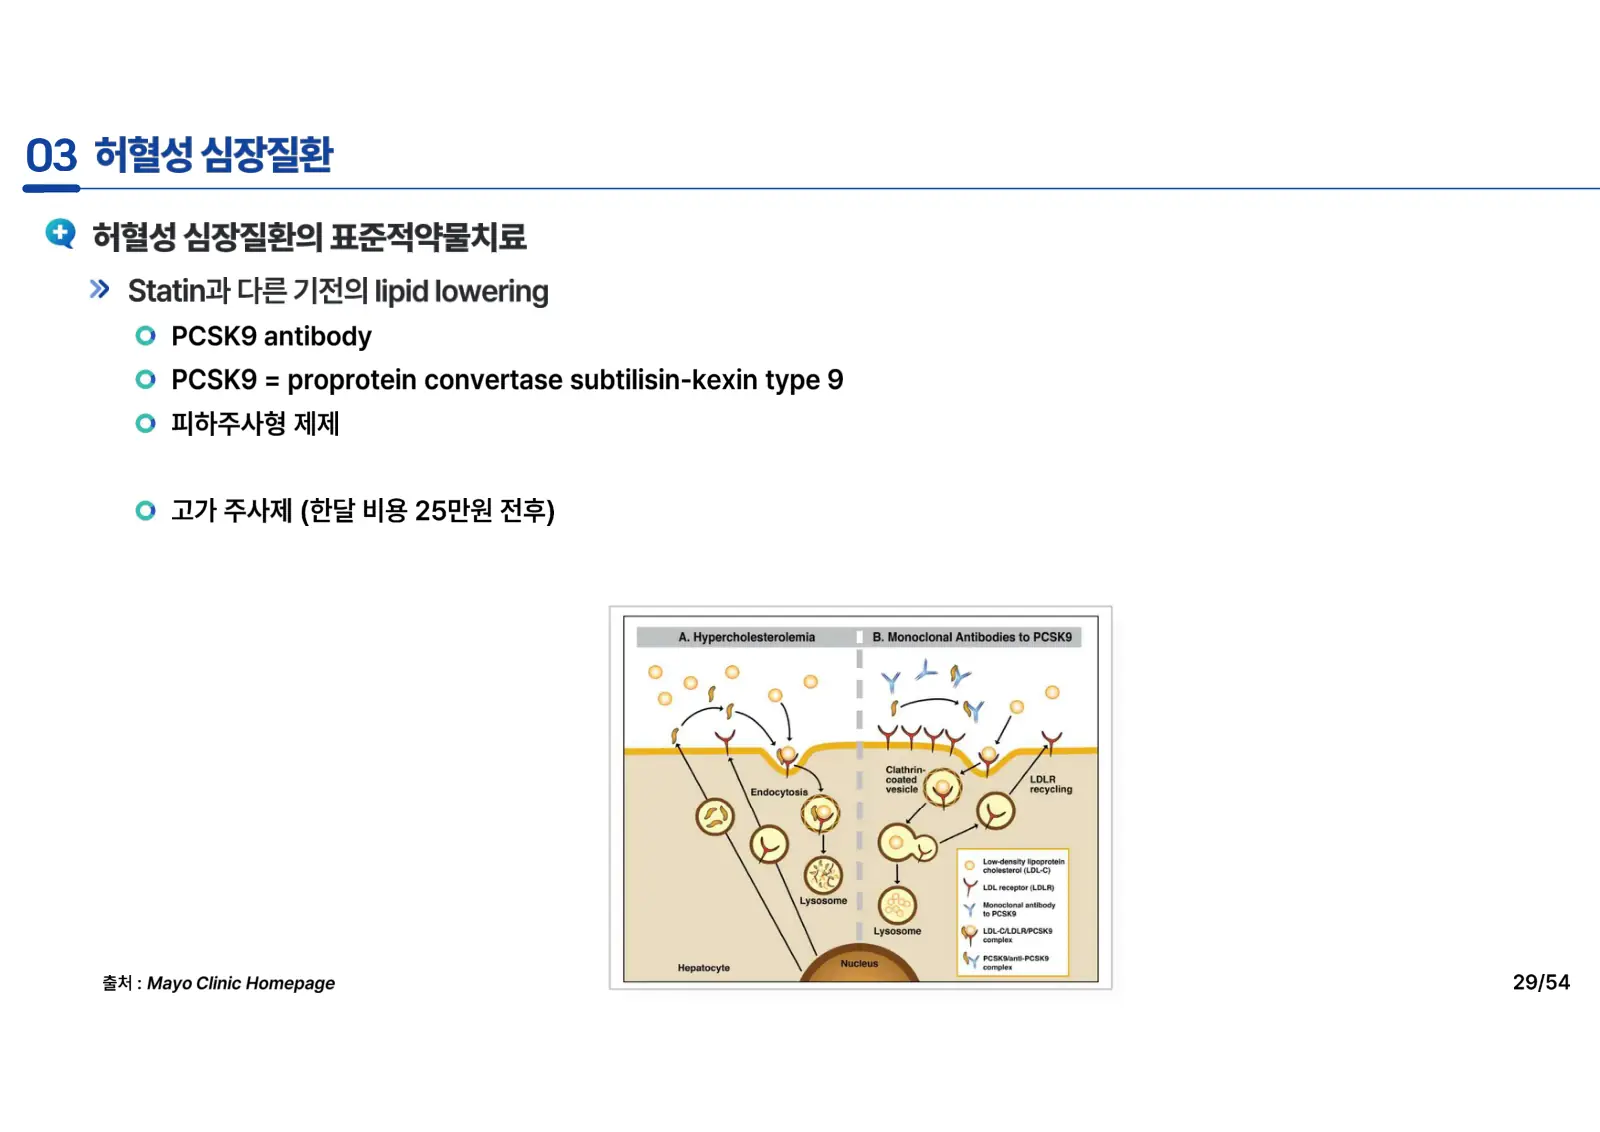 03 허혈성 심장질환
허혈성 심장질환의 표준적약물치료
Statin과 다른 기전의 lipid lowering
PCSK9 antibody
PCSK9 = proprotein convertase subtilisin-kexin type 9
피하주사형 제제
고가 주사제 (한달 비용 25만원 전후)
A. Hypercholesterolemia
B. Monoclonal Antibodies to PCSK9
Endocytosis
Lysosome
Hepatocyte
Nucleus
Clathrin-
coated
vesicle
LDLR
recycling
Lysosome
Low-density lipoprotein
cholesterol (LDL-C)
LDL receptor (LDLR)
Monoclonal antibody
to PCSK9
LDL-C/LDLR/PCSK9
complex
PCSK9/anti-PCSK9
complex
출처 : Mayo Clinic Homepage
29/54